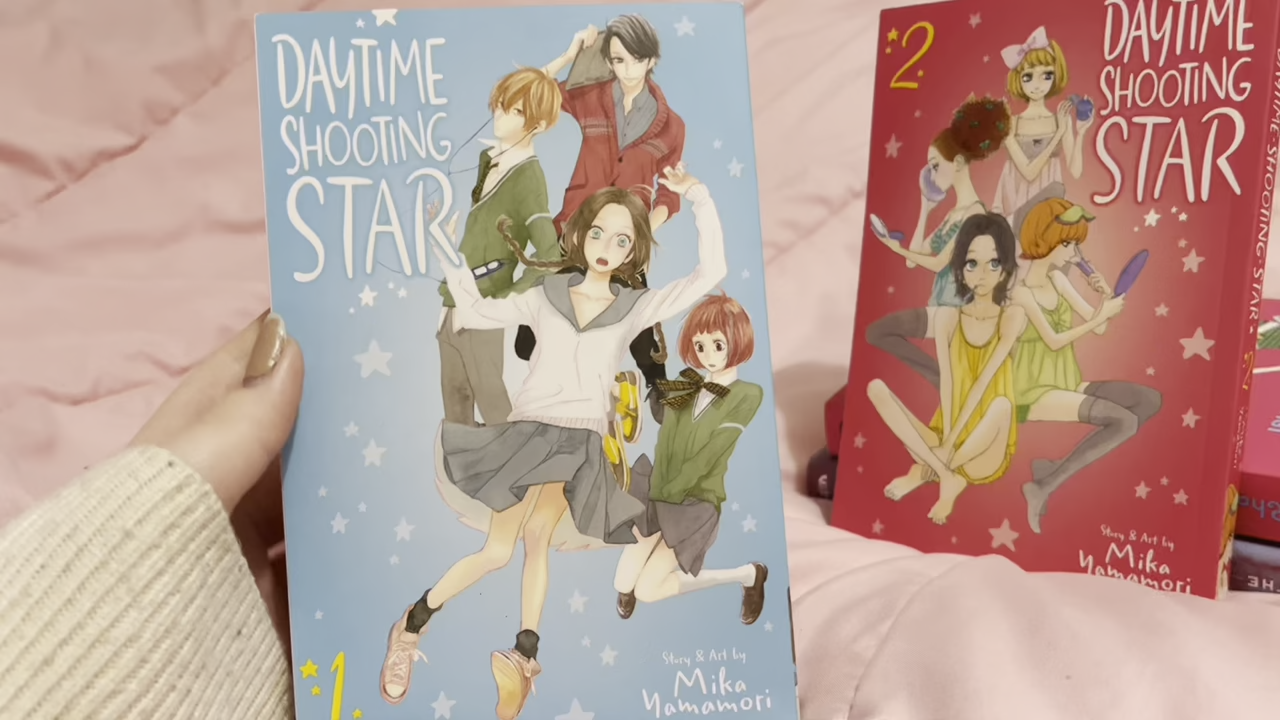 DAYTIME
SHOOTING
STAR
1
Story & Art by
Mika
Yamamori
2
DAYTIME
SHOOTING
STAR
Story & Art by
Mika
Yamamori
DAYTIME SHOOTING STAR 2